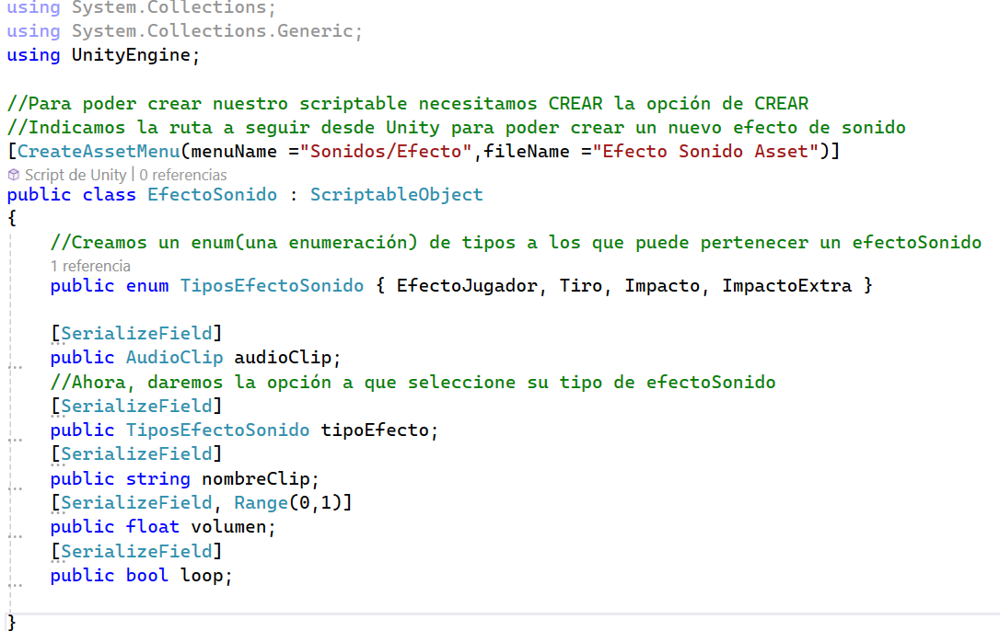 using System.Collections;
using System.Collections.Generic;
using UnityEngine;

//Para poder crear nuestro scriptable necesitamos CREAR la opción de CREAR
//Indicamos la ruta a seguir desde Unity para poder crear un nuevo efecto de sonido
[CreateAssetMenu(menuName ="Sonidos/Efecto",fileName ="Efecto Sonido Asset")]
Script de Unity | 0 referencias
public class EfectoSonido : ScriptableObject
{
    //Creamos un enum(una enumeración) de tipos a los que puede pertenecer un efectoSonido
    1 referencia
    public enum TiposEfectoSonido { EfectoJugador, Tiro, Impacto, ImpactoExtra }

    [SerializeField]
    public AudioClip audioClip;
    //Ahora, daremos la opción a que seleccione su tipo de efectoSonido
    [SerializeField]
    public TiposEfectoSonido tipoEfecto;
    [SerializeField]
    public string nombreClip;
    [SerializeField, Range(0,1)]
    public float volumen;
    [SerializeField]
    public bool loop;

}